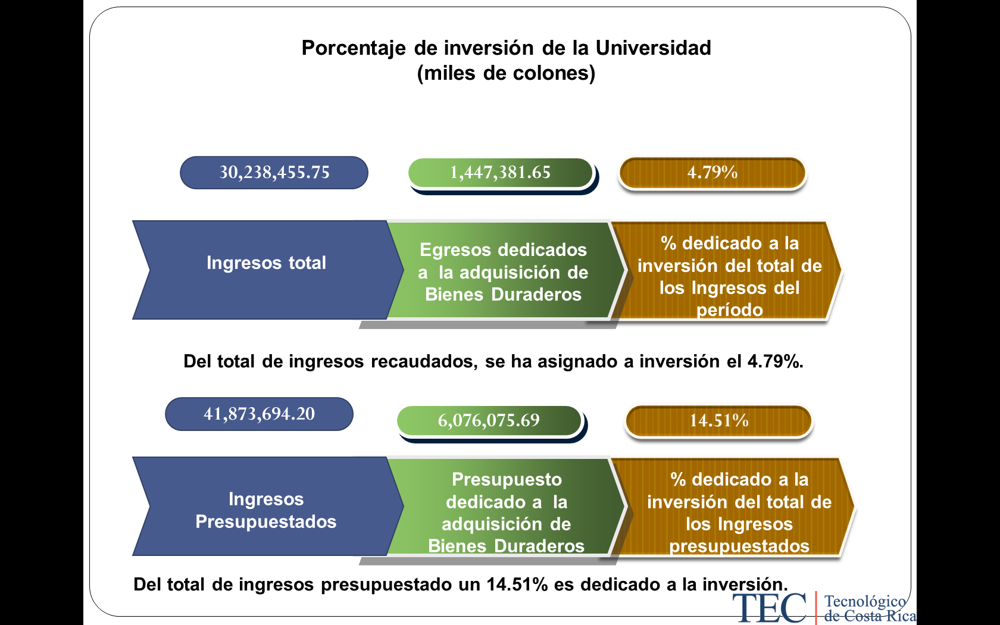 Porcentaje de inversión de la Universidad
(miles de colones)
30,238,455.75
1,447,381.65
4.79%
Ingresos total
Egresos dedicados
a la adquisición de
Bienes Duraderos
% dedicado a la
inversión del total de
los Ingresos del
período
Del total de ingresos recaudados, se ha asignado a inversión el 4.79%.
41,873,694.20
6,076,075.69
14.51%
Ingresos
Presupuestados
Presupuesto
dedicado a la
adquisición de
Bienes Duraderos
% dedicado a la
inversión del total de
los Ingresos
presupuestados
Del total de ingresos presupuestado un 14.51% es dedicado a la inversión.
TEC
Tecnológico
de Costa Rica